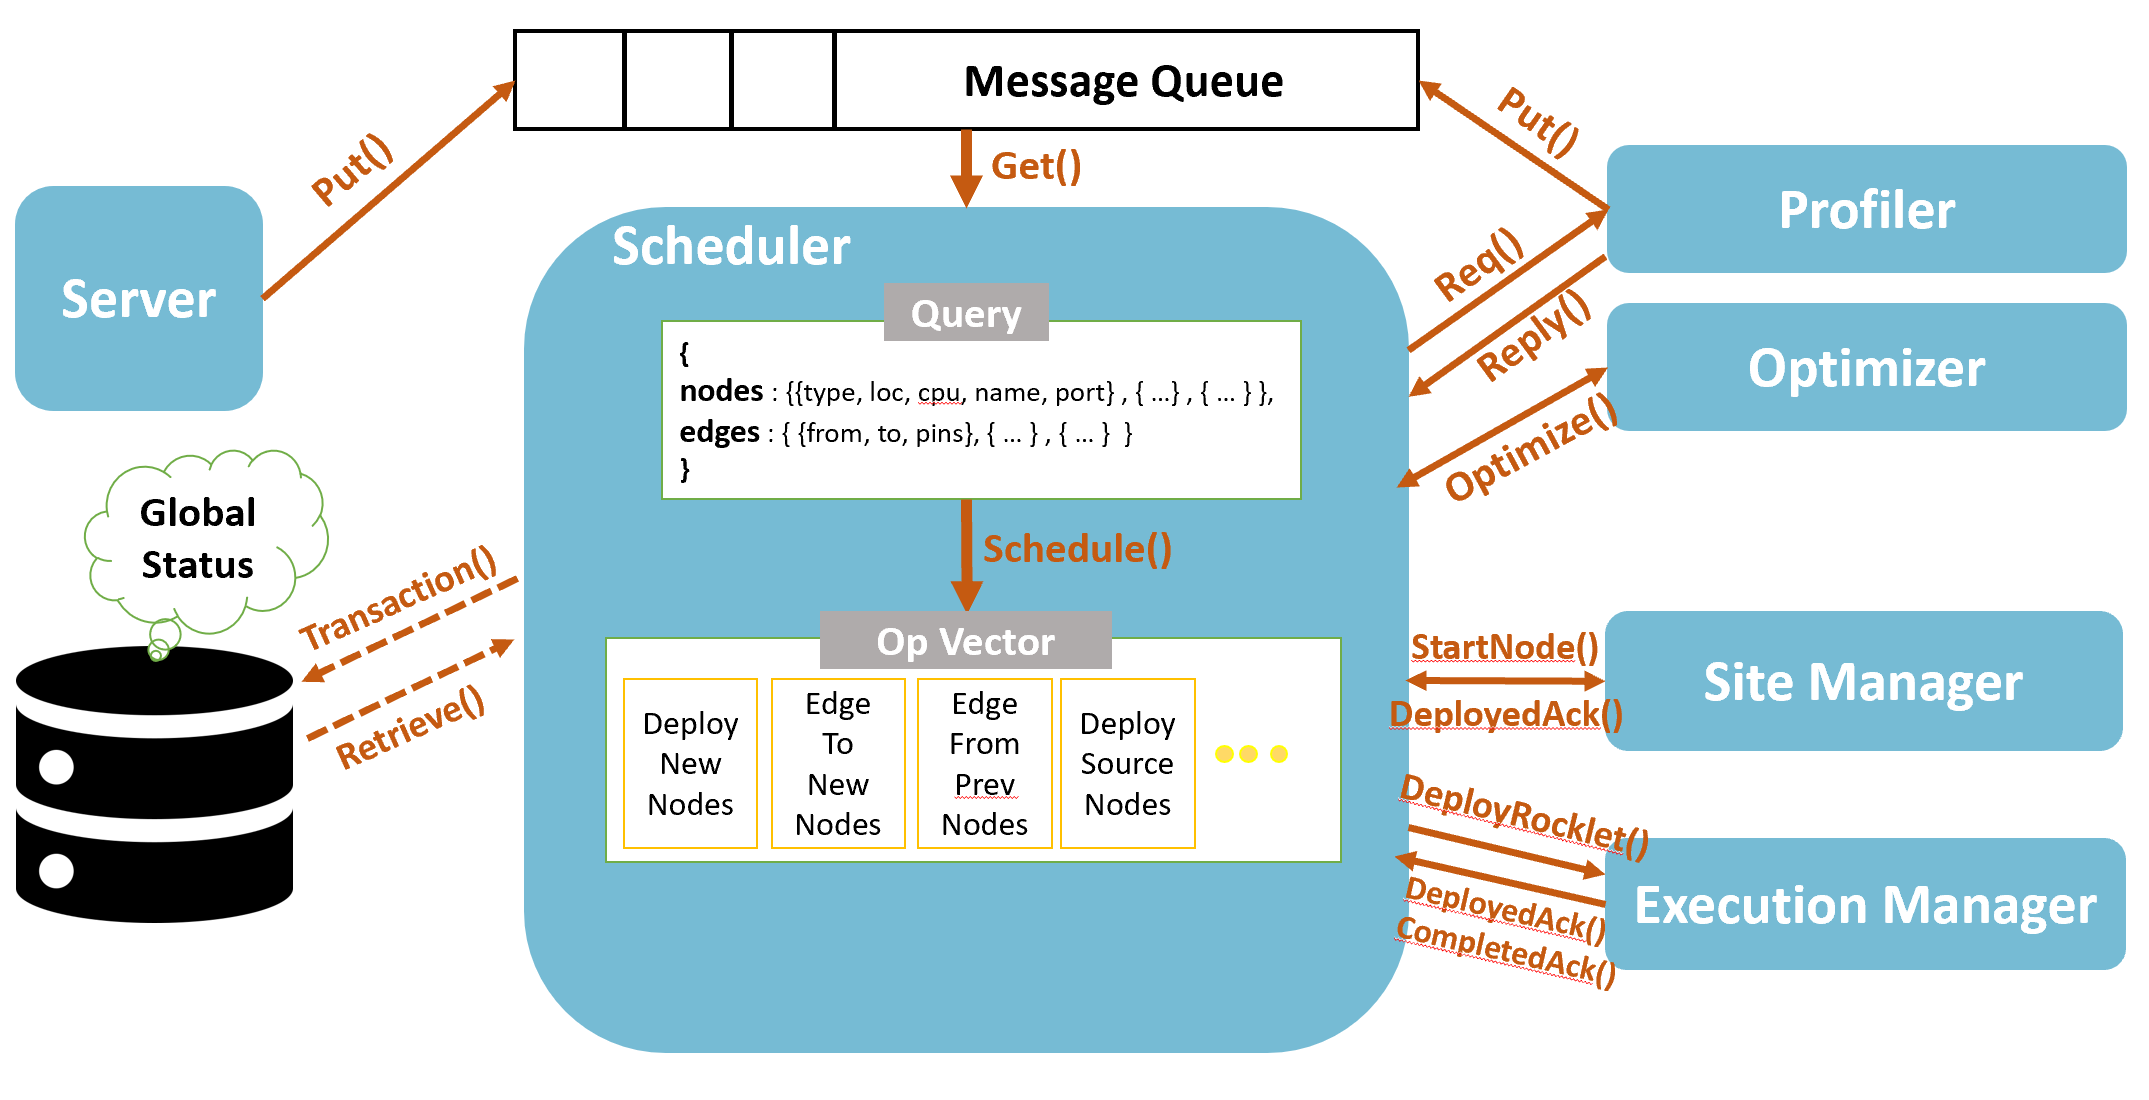 Message Queue
Put()
Get()
Put()
Server
Scheduler
Profiler
Req()
Reply()
Query
{
nodes : {{type, loc, cpu, name, port} , { ...} , { ... } },
edges : { {from, to, pins}, { ... } , { ... }  }
}
Optimizer
Optimize()
Global
Status
Schedule()
Transaction()
Retrieve()
Op Vector
Deploy
New
Nodes
Edge
To
New
Nodes
Edge
From
Prev
Nodes
Deploy
Source
Nodes
StartNode()
DeployedAck()
Site Manager
DeployRocklet()
DeployedAck()
CompletedAck()
Execution Manager